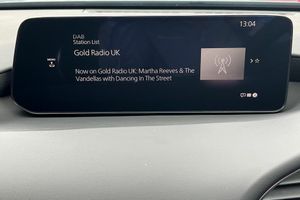 13:04
DAB
Station List
Gold Radio UK
MENU
Now on Gold Radio UK: Martha Reeves & The
Vandellas with Dancing In The Street